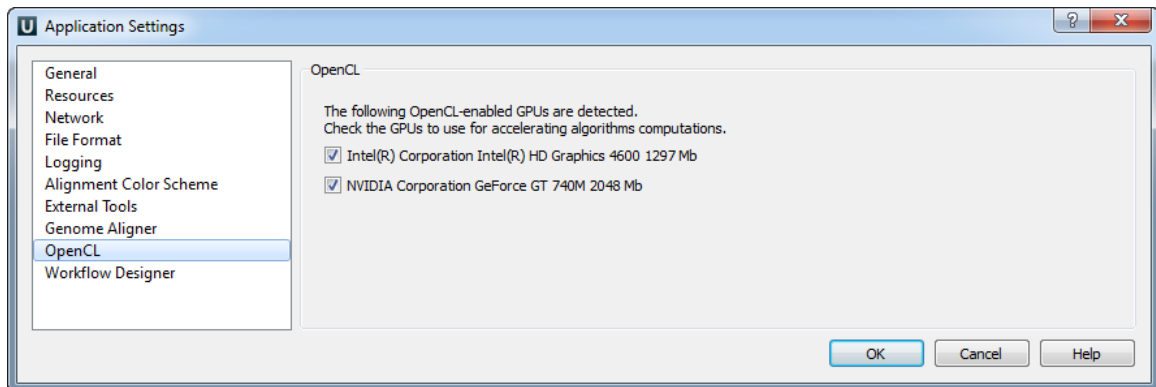 U Application Settings
?
X
General
Resources
Network
File Format
Logging
Alignment Color Scheme
External Tools
Genome Aligner
OpenCL
Workflow Designer
OpenCL
The following OpenCL-enabled GPUs are detected.
Check the GPUs to use for accelerating algorithms computations.
Intel(R) Corporation Intel(R) HD Graphics 4600 1297 Mb
NVIDIA Corporation GeForce GT 740M 2048 Mb
OK
Cancel
Help